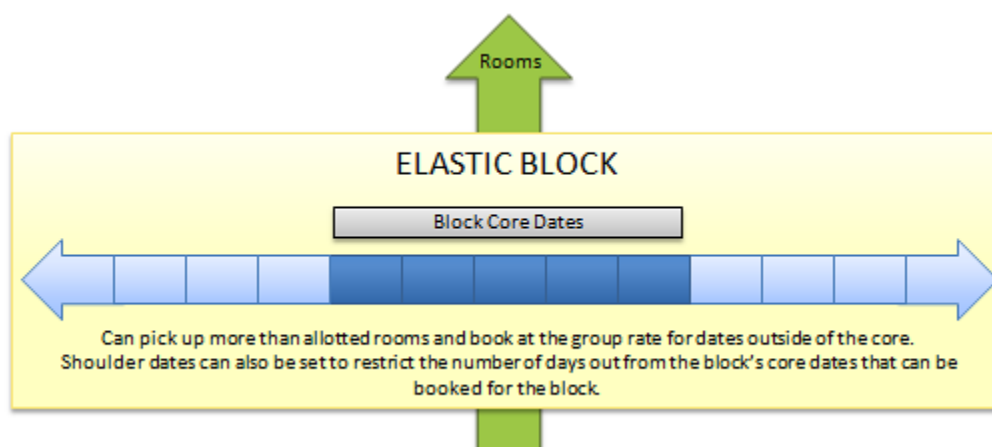 Rooms
ELASTIC BLOCK
Block Core Dates
Can pick up more than allotted rooms and book at the group rate for dates outside of the core.
Shoulder dates can also be set to restrict the number of days out from the block's core dates that can be
booked for the block.